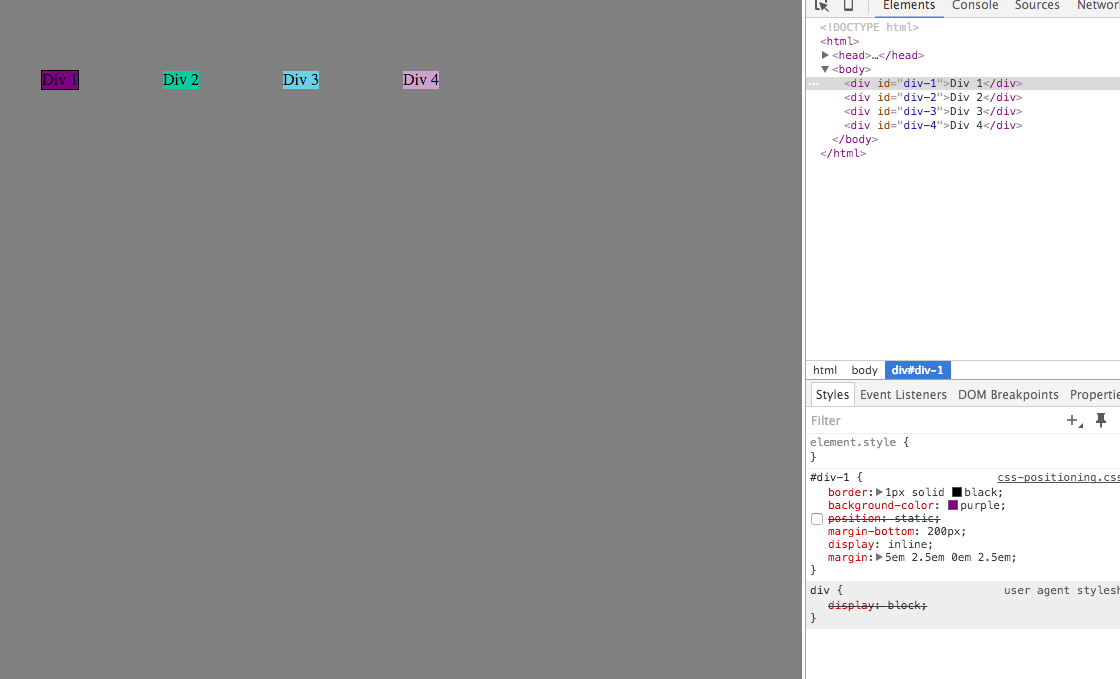 Div 1 Div 2 Div 3 Div 4
Elements Console Sources Networ
<!DOCTYPE html>
<html>
▶<head>…</head>
▼<body>
… <div id="div-1">Div 1</div>
<div id="div-2">Div 2</div>
<div id="div-3">Div 3</div>
<div id="div-4">Div 4</div>
</body>
</html>
html body div#div-1
Styles Event Listeners DOM Breakpoints Propertie
Filter
element.style {
}
#div-1 { css-positioning.css
border:▶1px solid black;
background-color: purple;
position: static;
margin-bottom: 200px;
display: inline;
margin:▶5em 2.5em 0em 2.5em;
}
div { user agent stylesh
display: block;
}